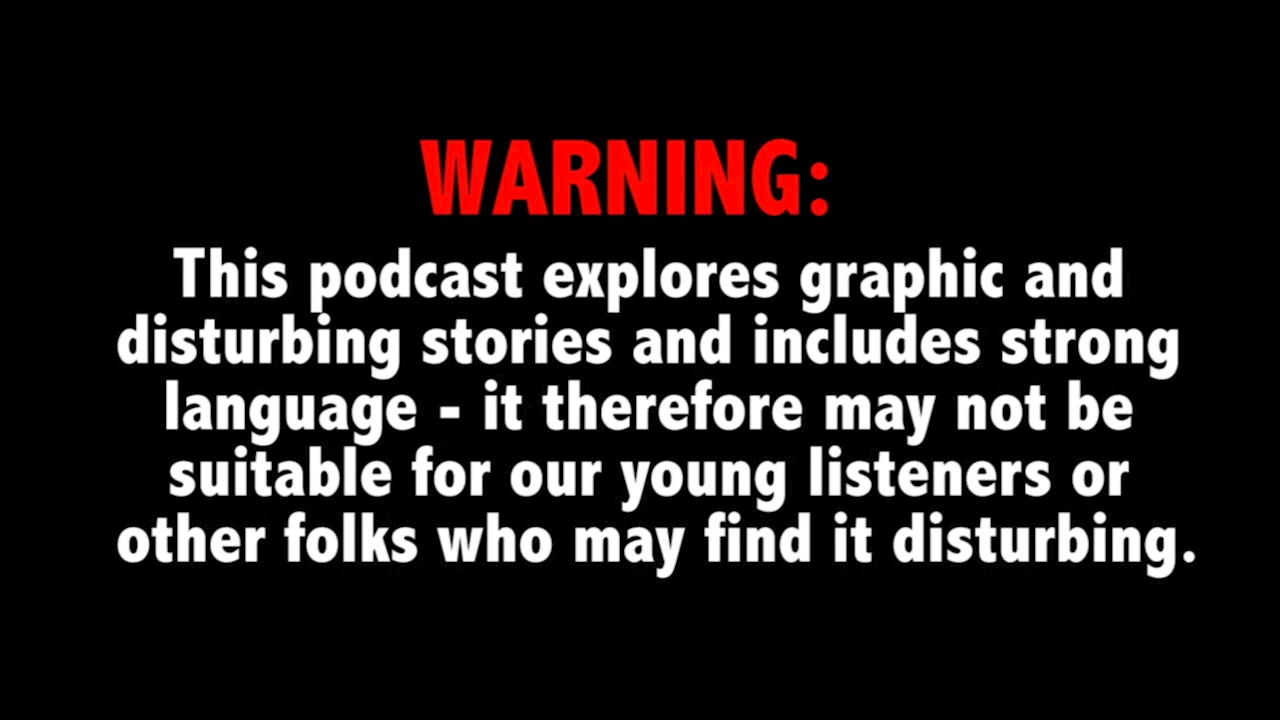 WARNING:
This podcast explores graphic and
disturbing stories and includes strong
language - it therefore may not be
suitable for our young listeners or
other folks who may find it disturbing.